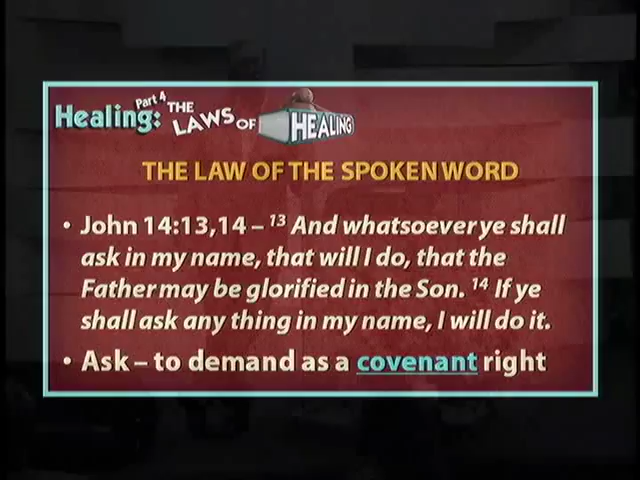 Healing: Part 4 THE LAWS OF HEALING
THE LAW OF THE SPOKEN WORD
• John 14:13,14 – 13 And whatsoever ye shall
ask in my name, that will I do, that the
Father may be glorified in the Son. 14 If ye
shall ask any thing in my name, I will do it.
• Ask – to demand as a covenant right